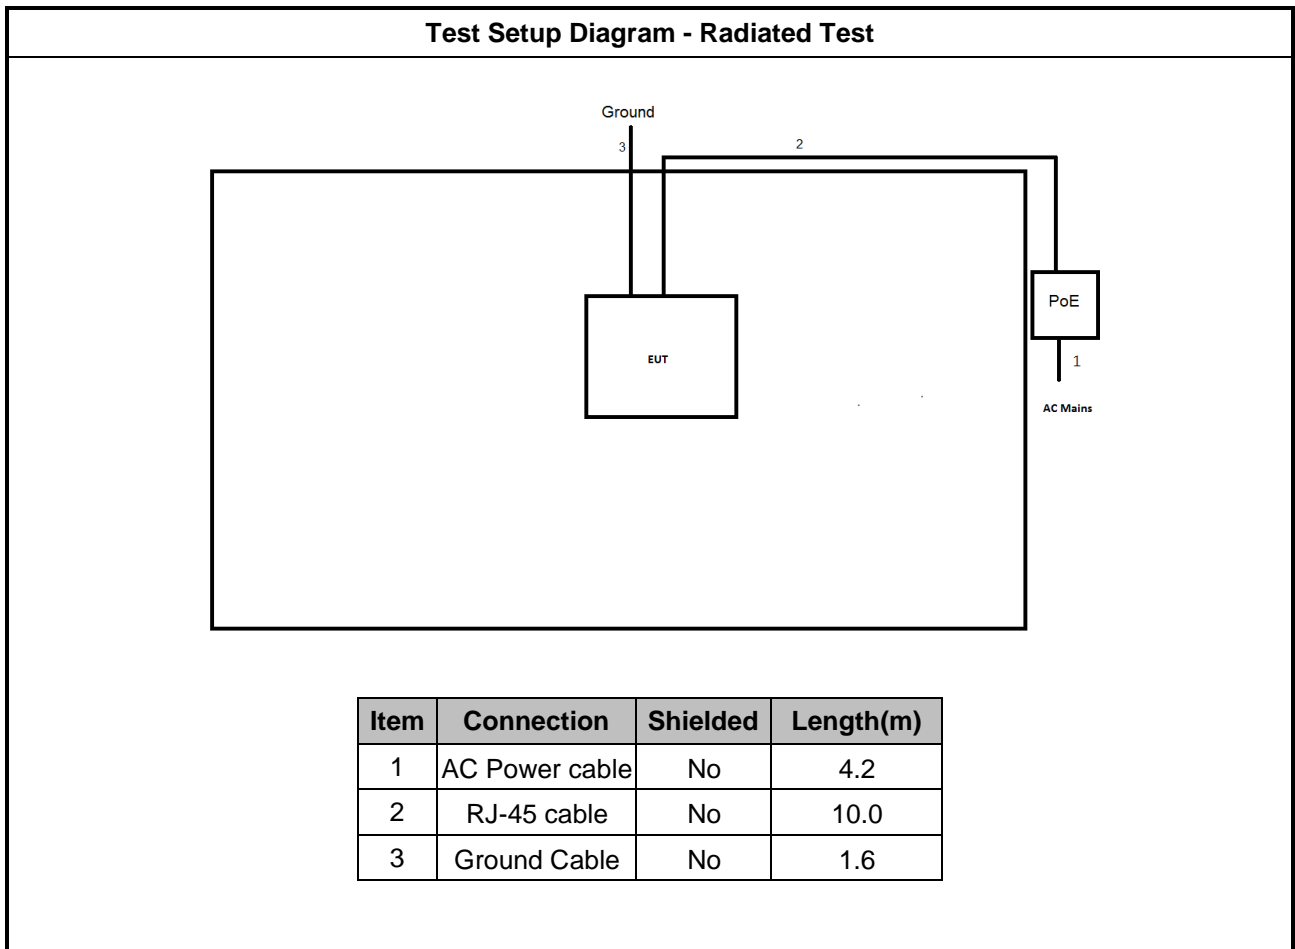 Test Setup Diagram - Radiated Test
Ground
3
2
PoE
EUT
1
AC Mains
Item Connection Shielded Length(m)
1 AC Power cable No 4.2
2 RJ-45 cable No 10.0
3 Ground Cable No 1.6